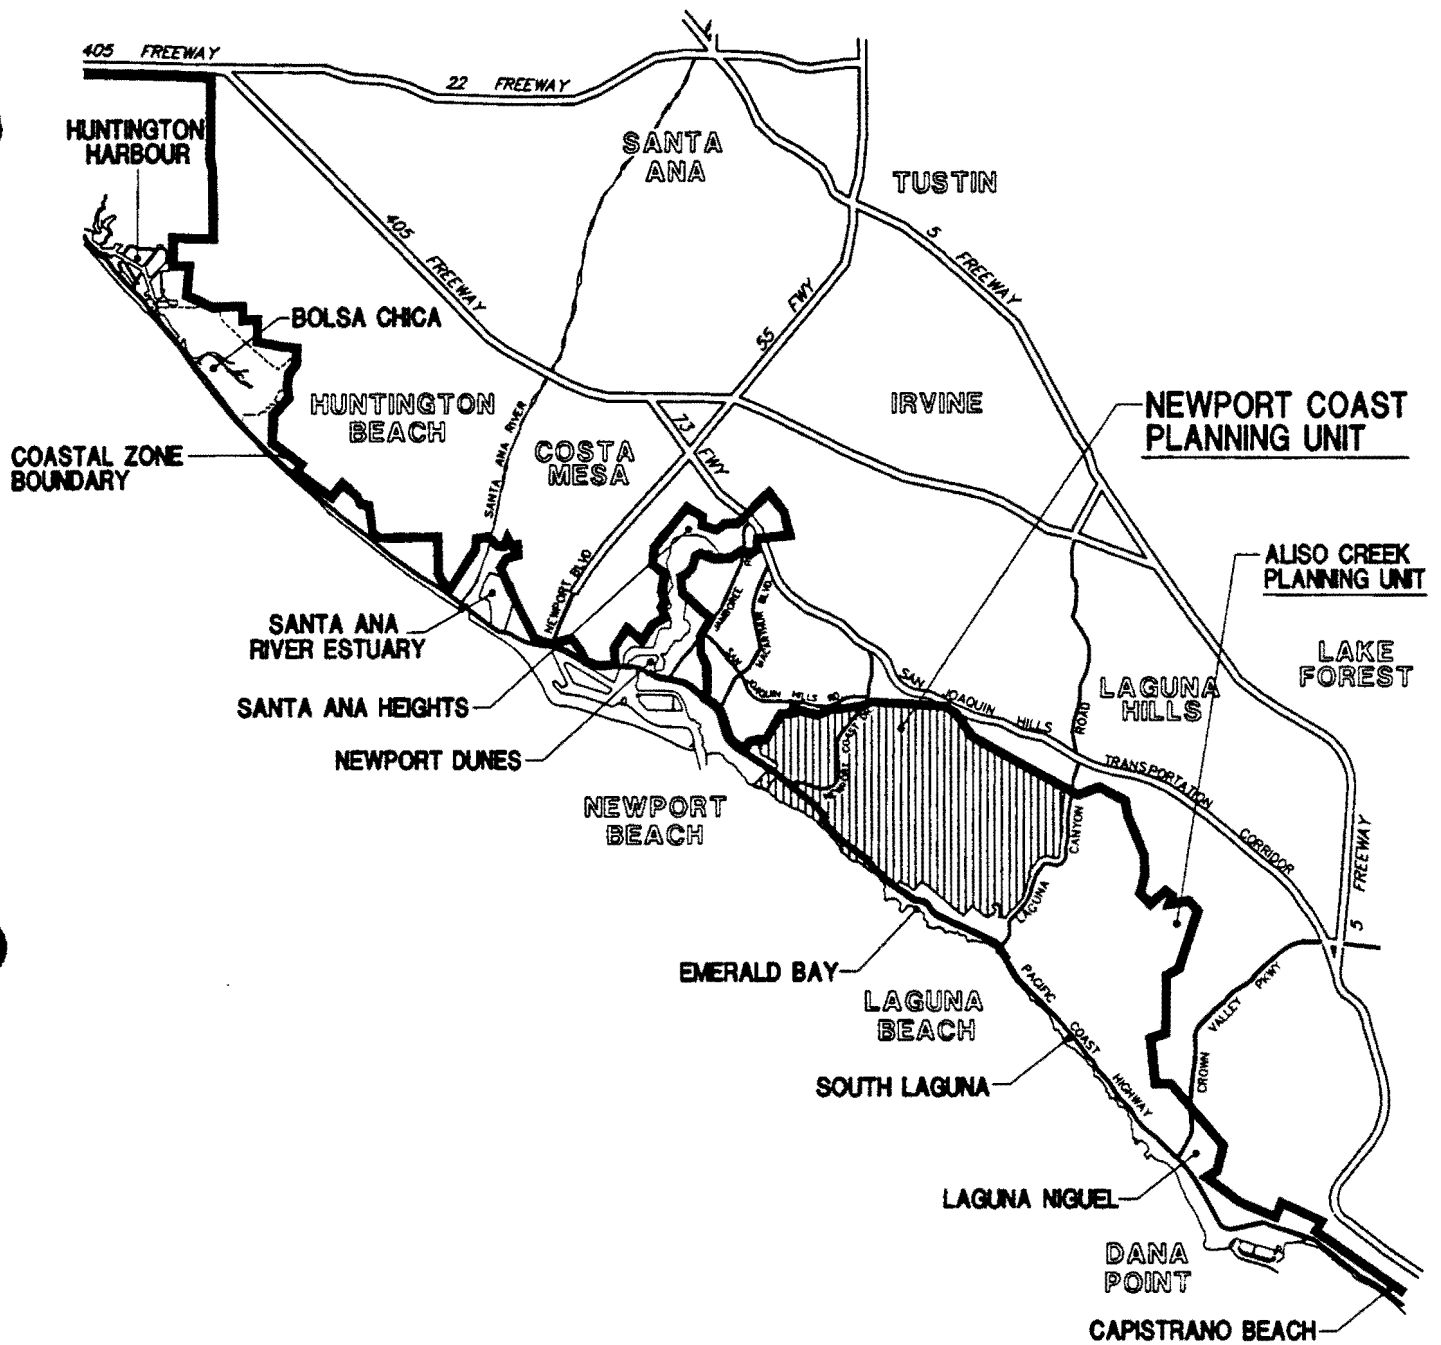 405 FREEWAY
22 FREEWAY
HUNTINGTON
HARBOUR
SANTA
ANA
TUSTIN
405 FREEWAY
5 FREEWAY
55 FWY
BOLSA CHICA
HUNTINGTON
BEACH
SANTA ANA RIVER
COSTA
MESA
73 FWY
IRVINE
NEWPORT COAST
PLANNING UNIT
COASTAL ZONE
BOUNDARY
NEWPORT BLVD
JAMBOREE
MACARTHUR BLVD.
ALISO CREEK
PLANNING UNIT
SANTA ANA
RIVER ESTUARY
SAN JOAQUIN HILLS RD
SAN JOAQUIN HILLS TRANSPORTATION CORRIDOR
LAKE
FOREST
LAGUNA
HILLS
SANTA ANA HEIGHTS
NEWPORT DUNES
NEWPORT
BEACH
LAGUNA CANYON ROAD
5 FREEWAY
EMERALD BAY
LAGUNA
BEACH
PACIFIC COAST HIGHWAY
CROWN VALLEY PKWY
SOUTH LAGUNA
LAGUNA NIGUEL
DANA
POINT
CAPISTRANO BEACH